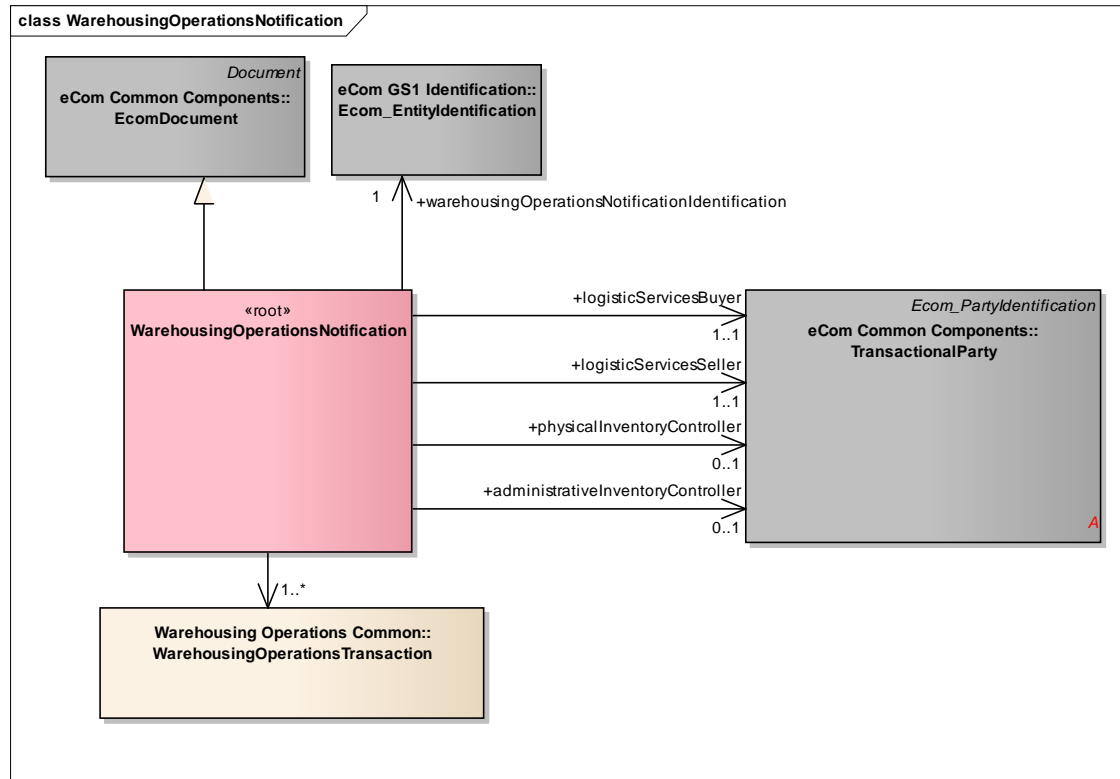 class WarehousingOperationsNotification
Document
eCom Common Components::
EcomDocument
eCom GS1 Identification::
Ecom_EntityIdentification
1
+warehousingOperationsNotificationIdentification
«root»
WarehousingOperationsNotification
+logisticServicesBuyer
1..1
+logisticServicesSeller
1..1
+physicalInventoryController
0..1
+administrativeInventoryController
0..1
Ecom_PartyIdentification
eCom Common Components::
TransactionalParty
A
1..*
Warehousing Operations Common::
WarehousingOperationsTransaction